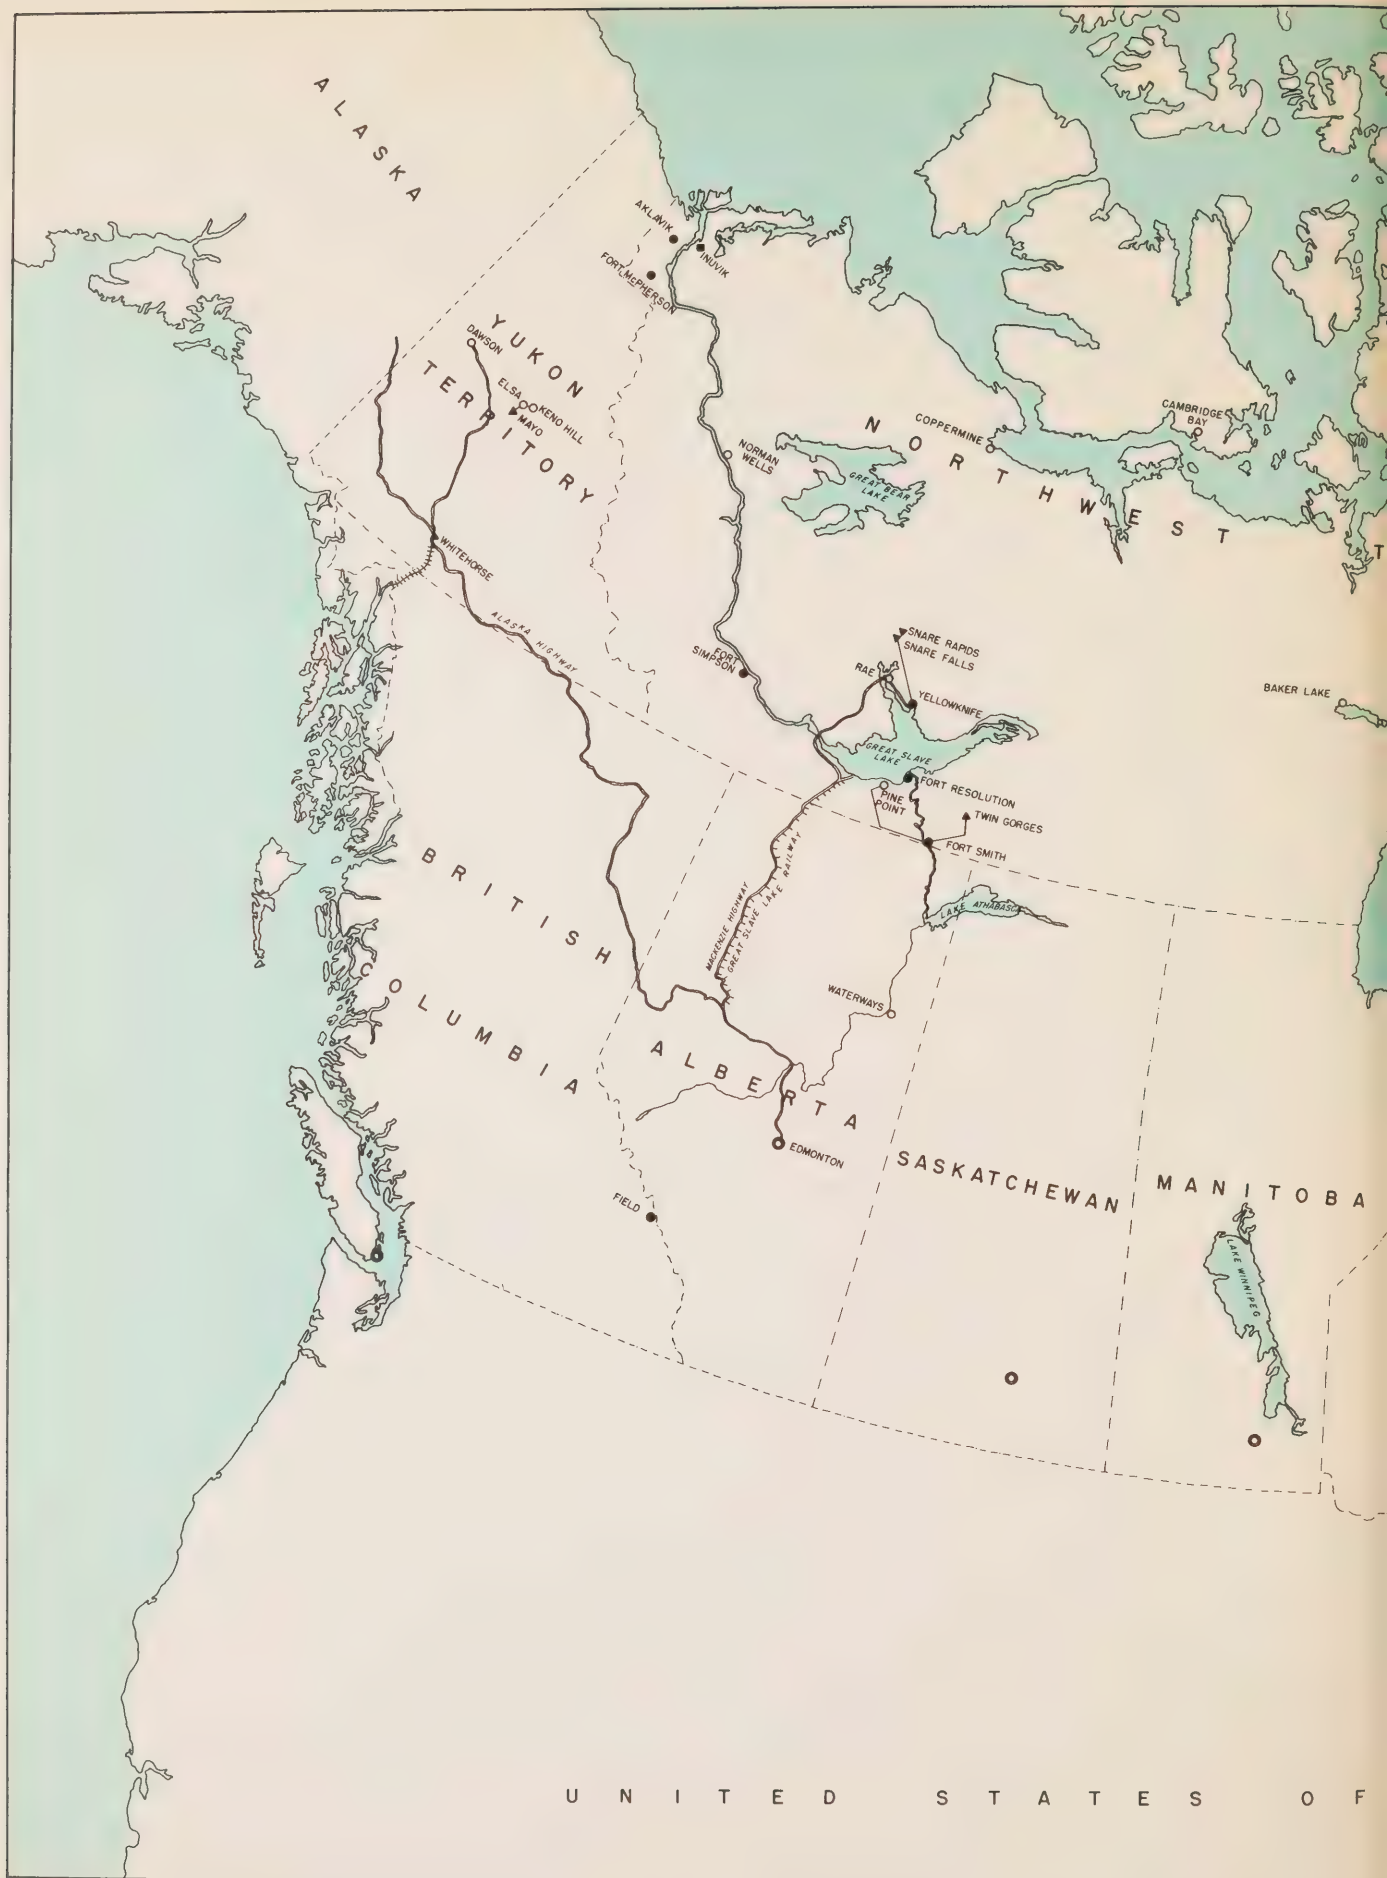 ALASKA
AKLAVIK
INUVIK
FORT McPHERSON
YUKON
TERRITORY
DAWSON
ELSA
KENO HILL
MAYO
NORMAN
WELLS
GREAT BEAR
LAKE
COPPERMINE
CAMBRIDGE
BAY
NORTHWEST
T
WHITEHORSE
ALASKA HIGHWAY
FORT
SIMPSON
SNARE RAPIDS
SNARE FALLS
RAE
YELLOWKNIFE
BAKER LAKE
GREAT SLAVE
LAKE
FORT RESOLUTION
PINE
POINT
TWIN GORGES
FORT SMITH
LAKE ATHABASCA
MACKENZIE HIGHWAY
GREAT SLAVE LAKE RAILWAY
BRITISH
COLUMBIA
WATERWAYS
ALBERTA
EDMONTON
FIELD
SASKATCHEWAN
MANITOBA
LAKE WINNIPEG
UNITED STATES OF